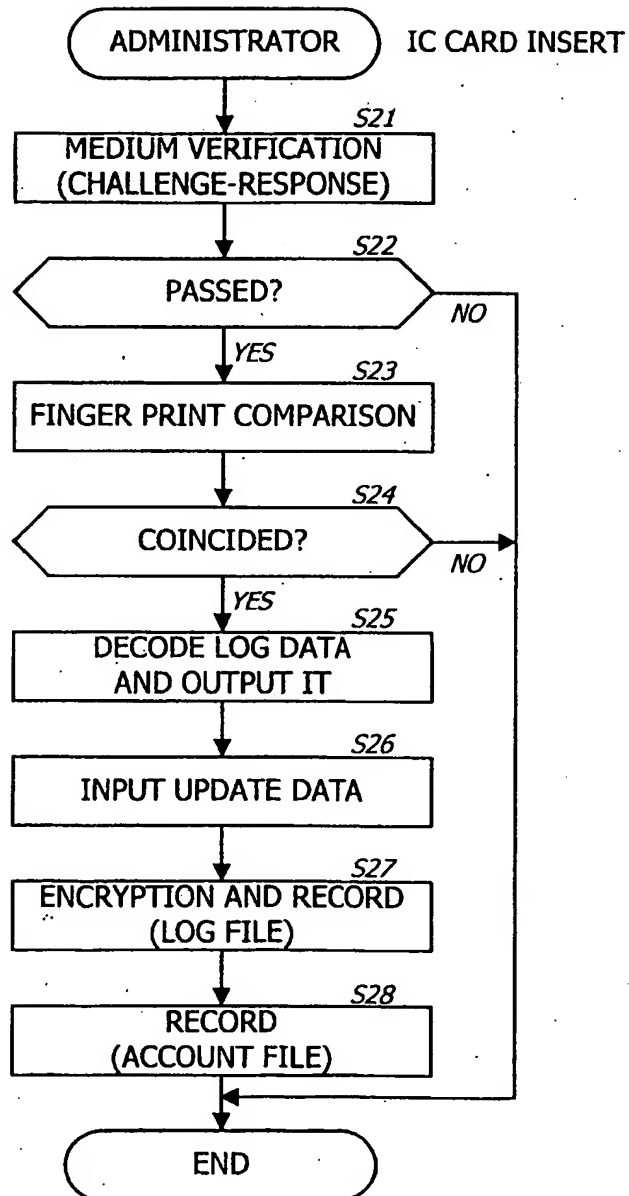 ADMINISTRATOR IC CARD INSERT
S21
MEDIUM VERIFICATION
(CHALLENGE-RESPONSE)
S22
PASSED?
NO
YES
S23
FINGER PRINT COMPARISON
S24
COINCIDED?
NO
YES
S25
DECODE LOG DATA
AND OUTPUT IT
S26
INPUT UPDATE DATA
S27
ENCRYPTION AND RECORD
(LOG FILE)
S28
RECORD
(ACCOUNT FILE)
END